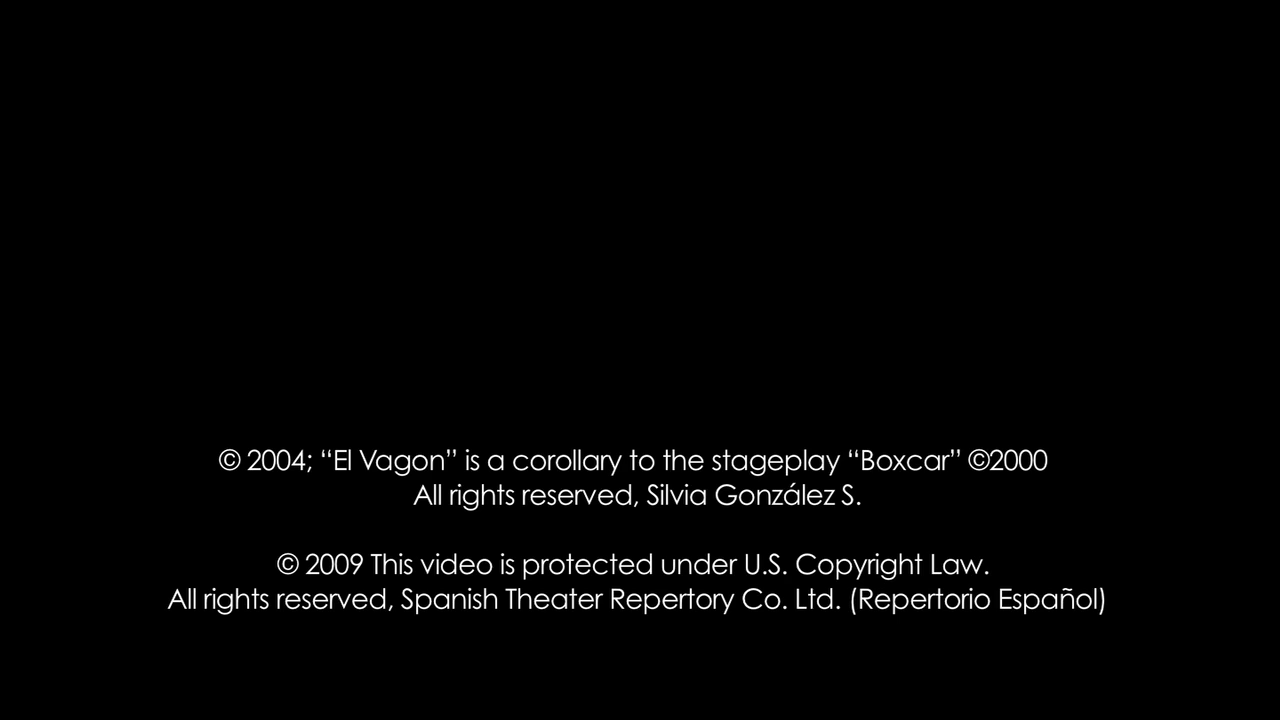 © 2004; “El Vagon” is a corollary to the stageplay “Boxcar” ©2000
All rights reserved, Silvia González S.
© 2009 This video is protected under U.S. Copyright Law.
All rights reserved, Spanish Theater Repertory Co. Ltd. (Repertorio Español)